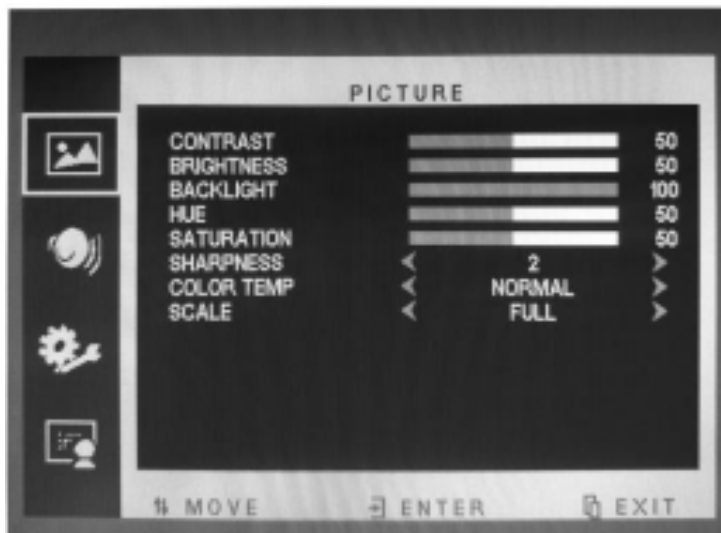 PICTURE
CONTRAST 50
BRIGHTNESS 50
BACKLIGHT 100
HUE 50
SATURATION 50
SHARPNESS 2
COLOR TEMP NORMAL
SCALE FULL
MOVE ENTER EXIT